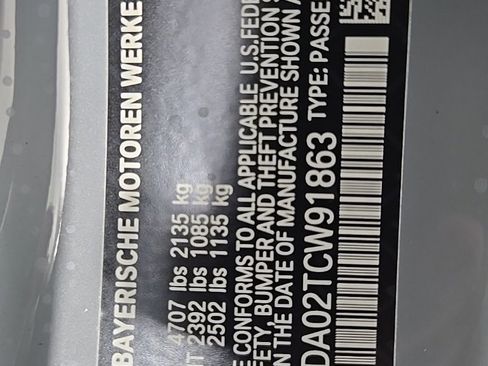 BAYERISCHE MOTOREN WERKE
4707 lbs 2135 kg
T 2392 lbs 1085 kg
2502 lbs 1135 kg
E CONFORMS TO ALL APPLICABLE U.S.FEDE
FETY, BUMPER AND THEFT PREVENTION S
N THE DATE OF MANUFACTURE SHOWN A
DA02TCW91863 TYPE: PASSE